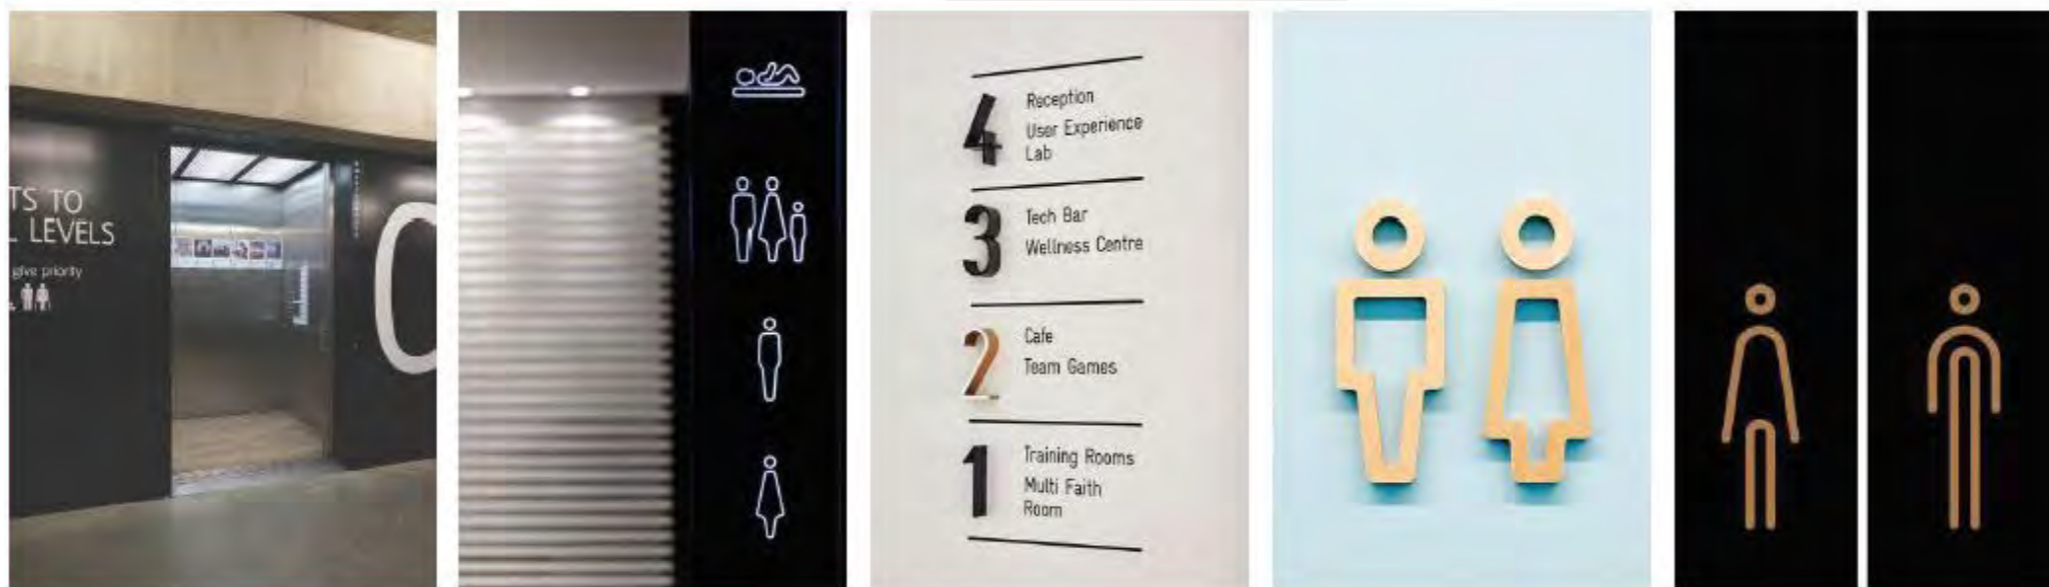 TS TO
L LEVELS
give priority
4
Reception
User Experience
Lab
3
Tech Bar
Wellness Centre
2
Cafe
Team Games
1
Training Rooms
Multi Faith
Room